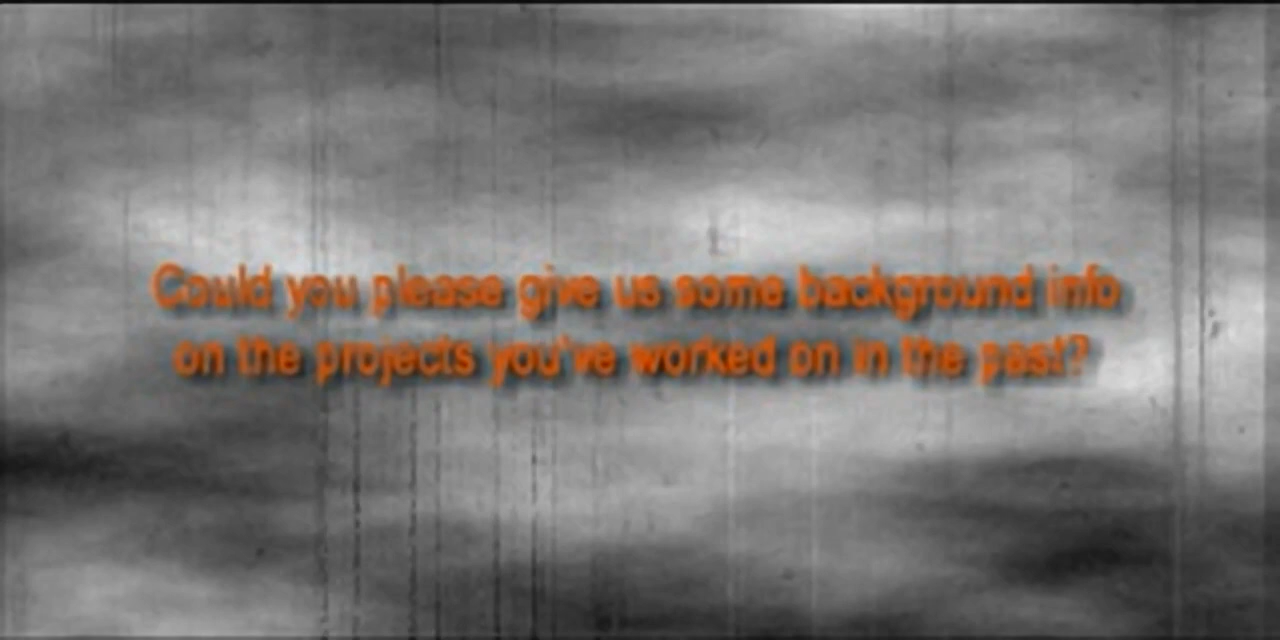 Could you please give us some background info
on the projects you've worked on in the past?